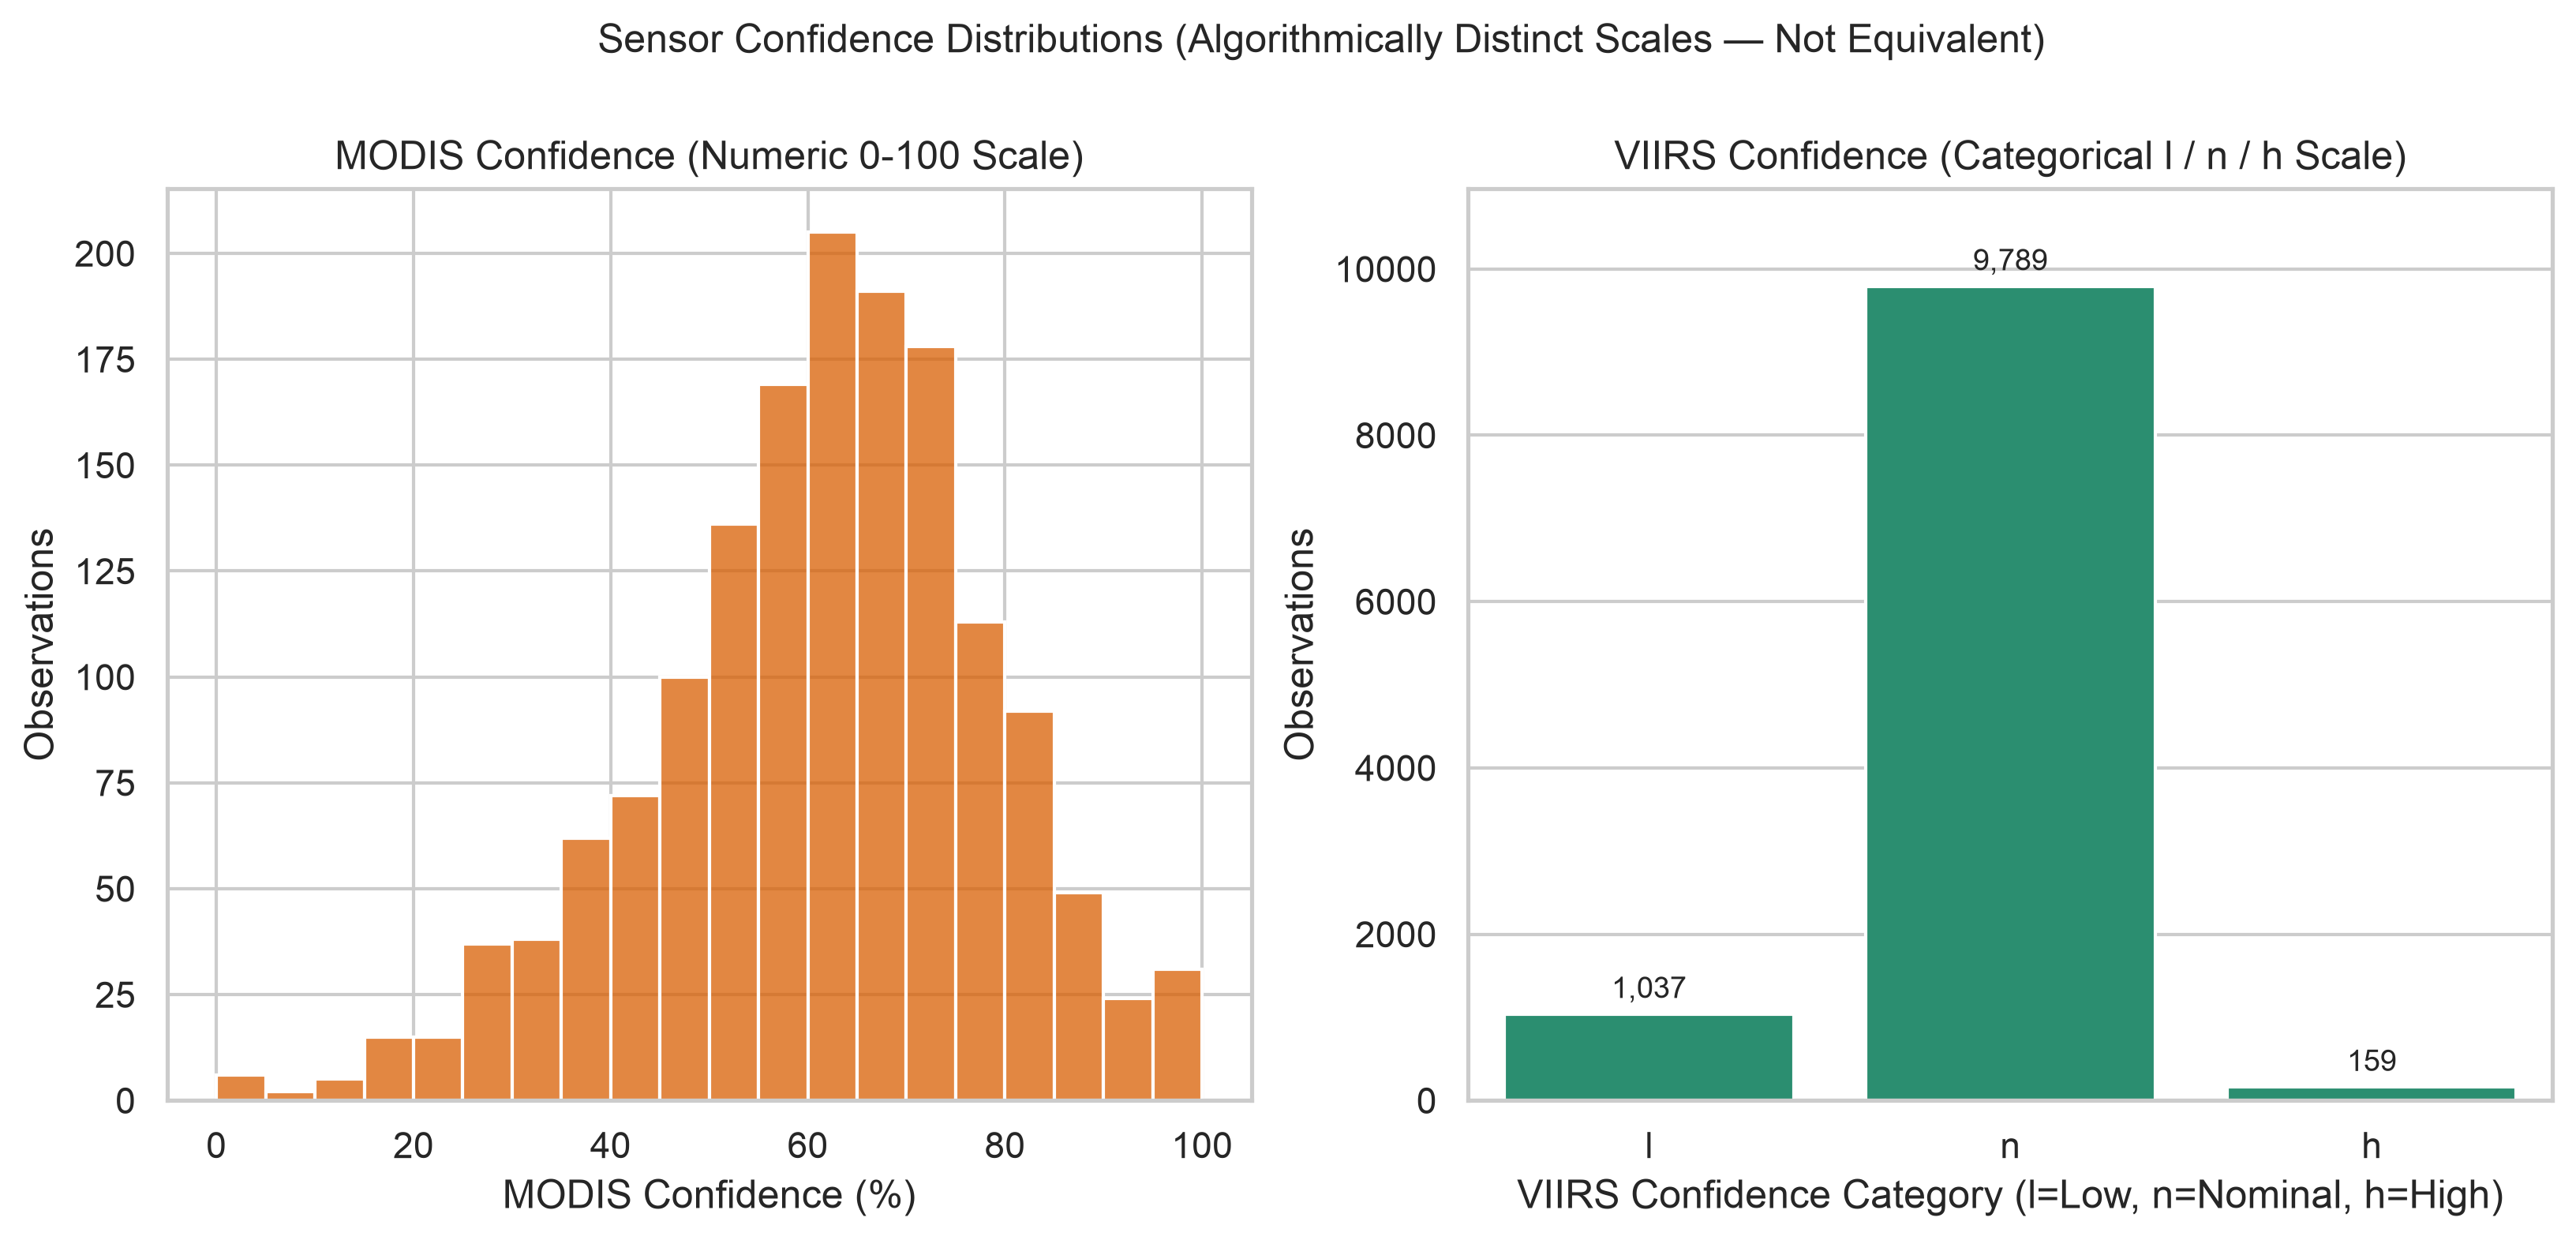 Sensor Confidence Distributions (Algorithmically Distinct Scales — Not Equivalent)
MODIS Confidence (Numeric 0-100 Scale)
Observations
200
175
150
125
100
75
50
25
0
0 20 40 60 80 100
MODIS Confidence (%)
VIIRS Confidence (Categorical l / n / h Scale)
Observations
10000
8000
6000
4000
2000
0
1,037
9,789
159
l n h
VIIRS Confidence Category (l=Low, n=Nominal, h=High)